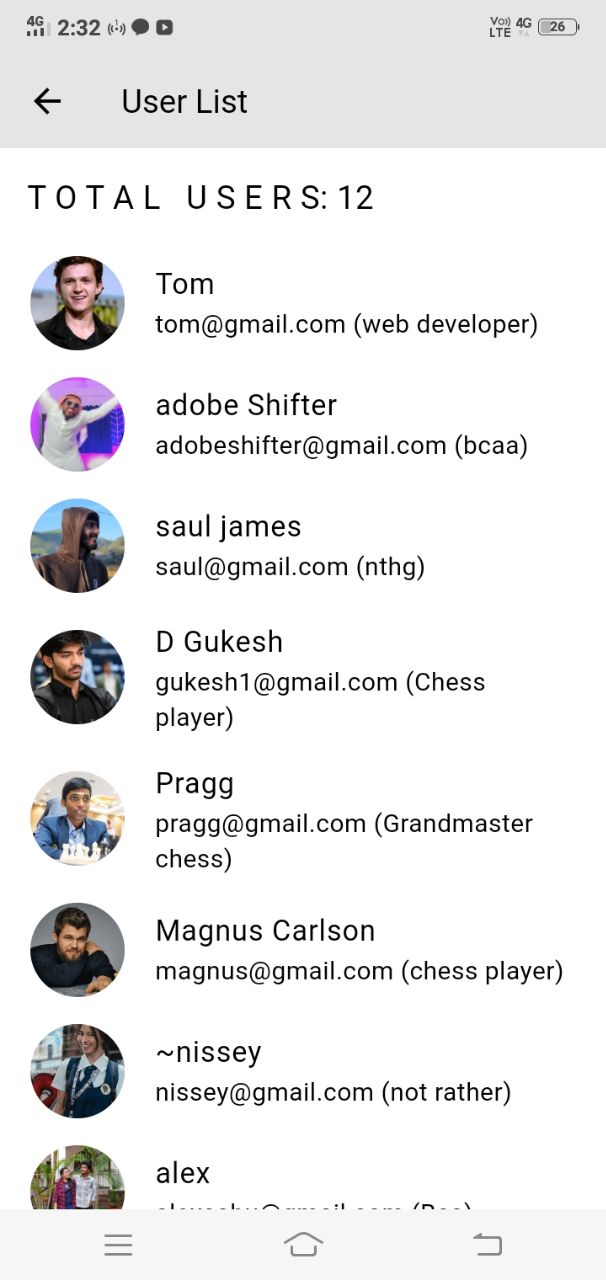 4G 2:32 Vo)) LTE 4G 26
User List
TOTAL USERS: 12
Tom
tom@gmail.com (web developer)
adobe Shifter
adobeshifter@gmail.com (bcaa)
saul james
saul@gmail.com (nthg)
D Gukesh
gukesh1@gmail.com (Chess
player)
Pragg
pragg@gmail.com (Grandmaster
chess)
Magnus Carlson
magnus@gmail.com (chess player)
~nissey
nissey@gmail.com (not rather)
alex